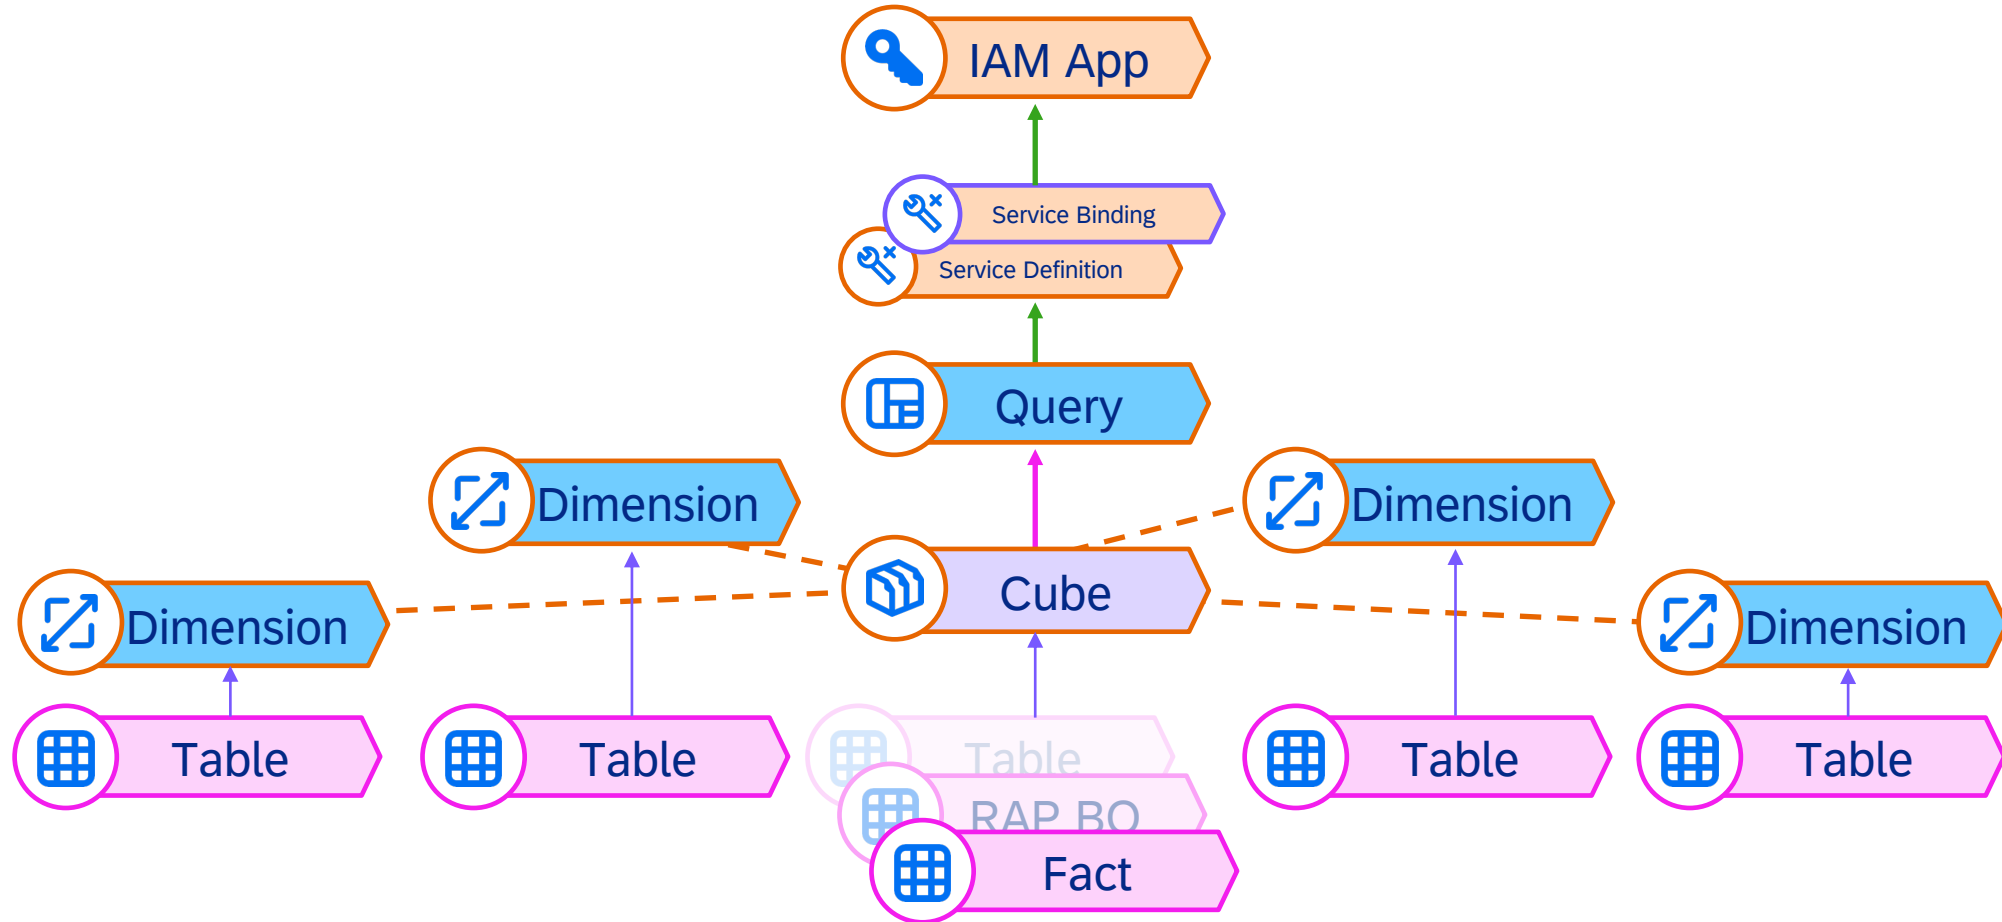 IAM App
Service Binding
Service Definition
Query
Dimension
Dimension
Cube
Dimension
Dimension
Table
Table
Table
Table
Table
RAP BO
Fact